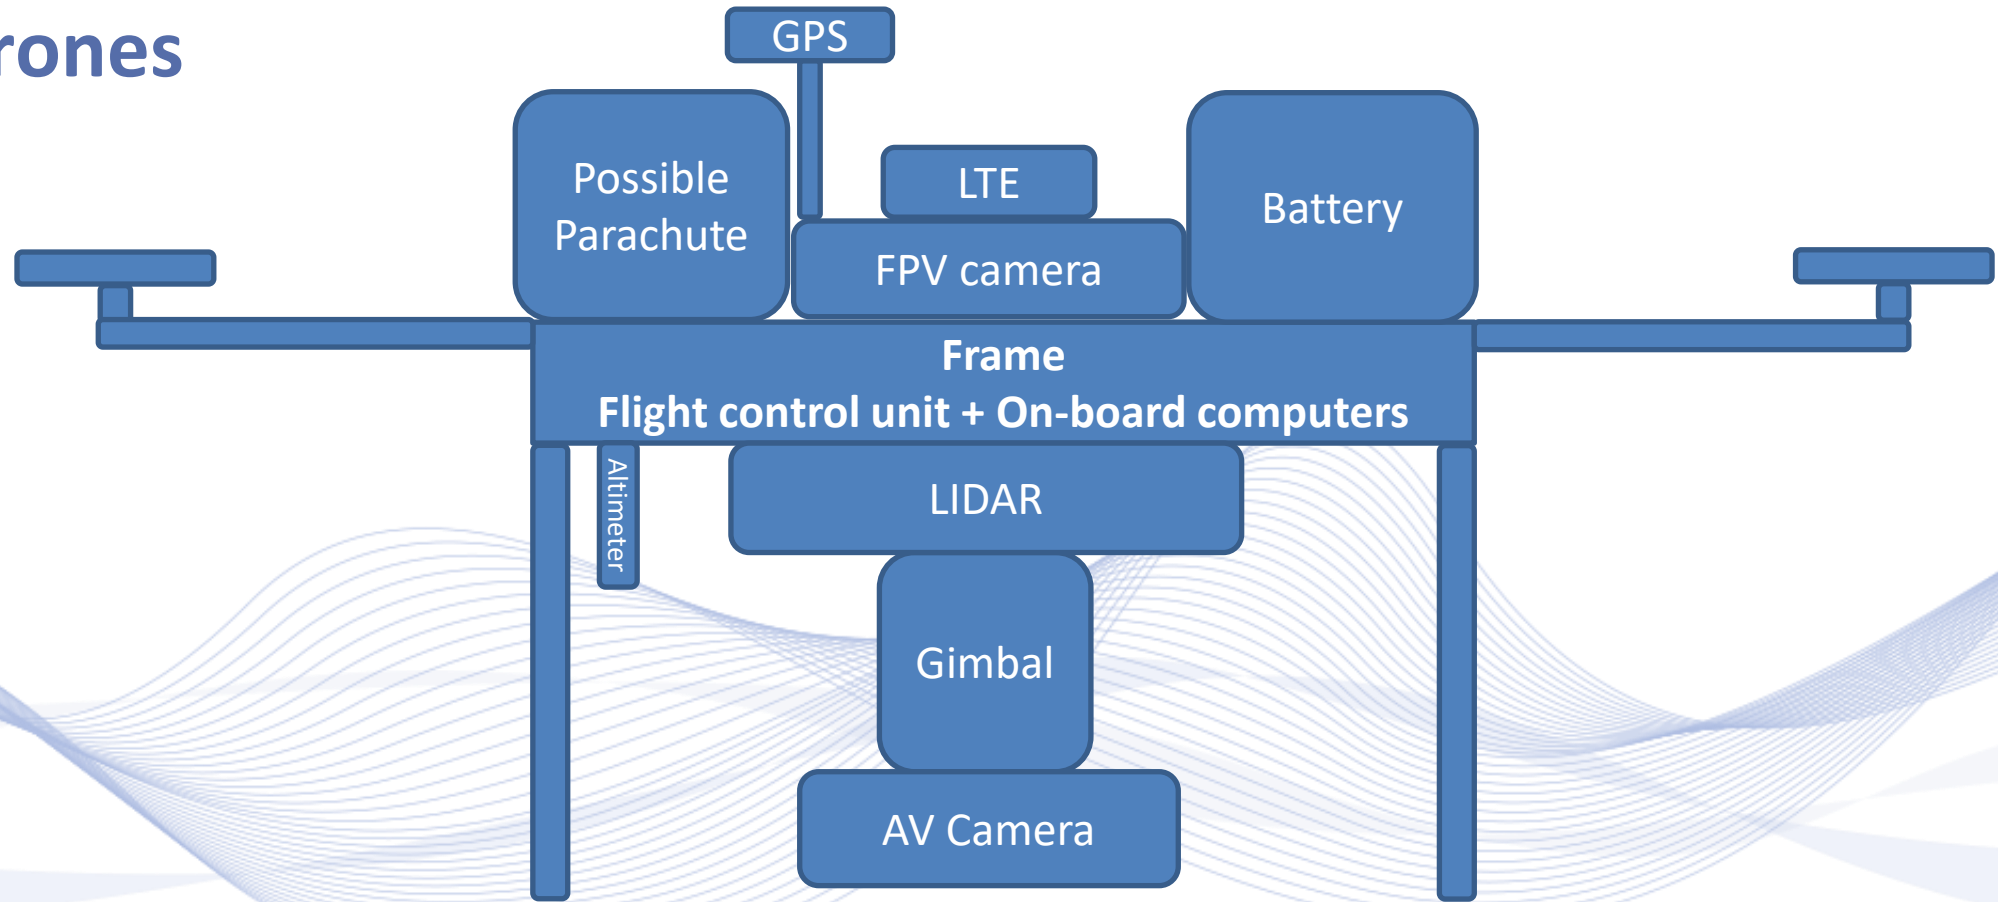 rones
GPS
Possible
Parachute
LTE
FPV camera
Battery
Frame
Flight control unit + On-board computers
Altimeter
LIDAR
Gimbal
AV Camera